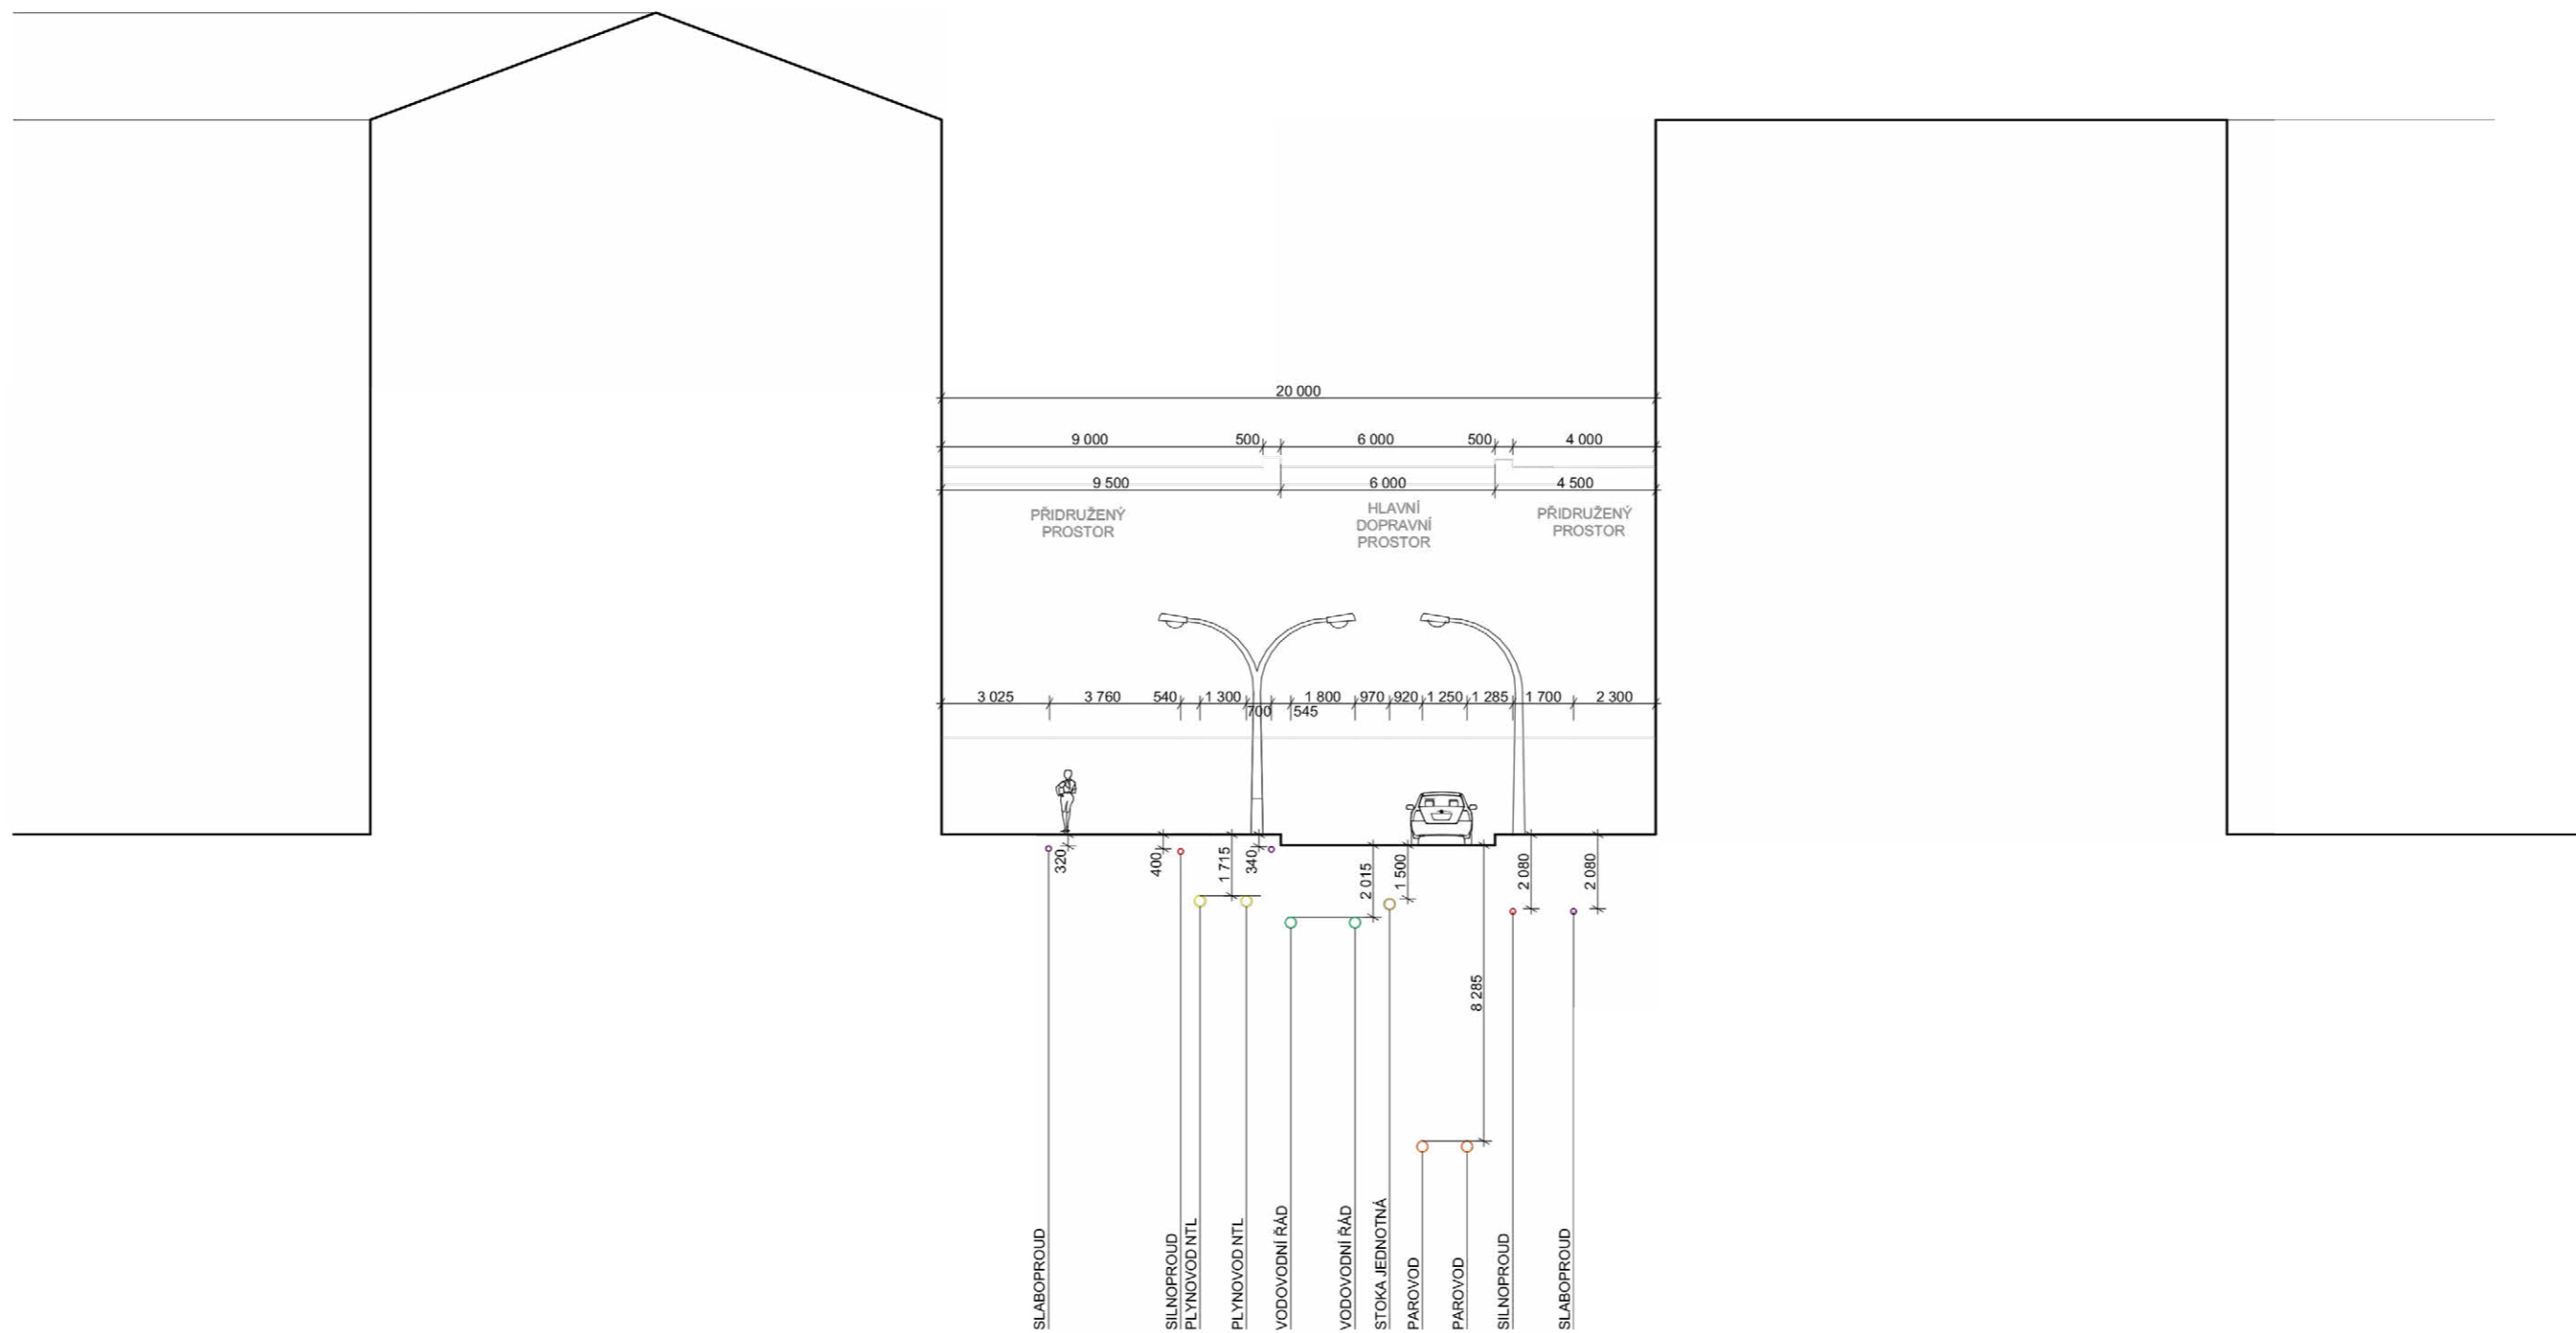 20 000
9 000 500 6 000 500 4 000
9 500 6 000 4 500
PŘIDRUŽENÝ
PROSTOR
HLAVNÍ
DOPRAVNÍ
PROSTOR
PŘIDRUŽENÝ
PROSTOR
3 025 3 760 540 1 300 1 800 970 920 1 250 1 285 1 700 2 300
700 545
320
400
1 715
340
2 015
1 500
8 285
2 080
2 080
SLABOPROUD
SILNOPROUD
PLYNOVOD NTL
PLYNOVOD NTL
VODOVODNÍ ŘÁD
VODOVODNÍ ŘÁD
STOKA JEDNOTNÁ
PAROVOD
PAROVOD
SILNOPROUD
SLABOPROUD